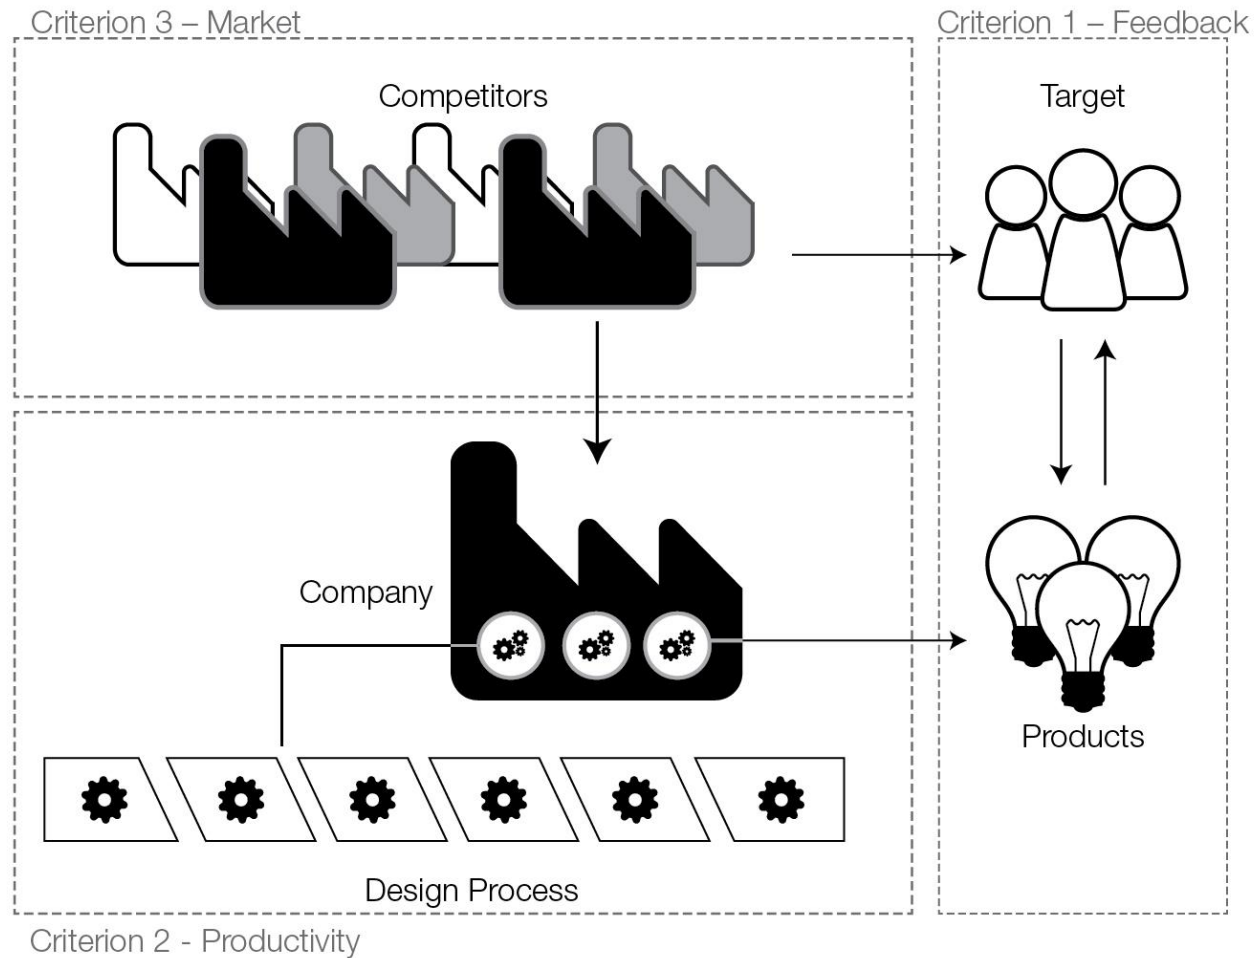 Criterion 3 – Market
Criterion 1 – Feedback
Competitors
Target
Company
Products
Design Process
Criterion 2 - Productivity